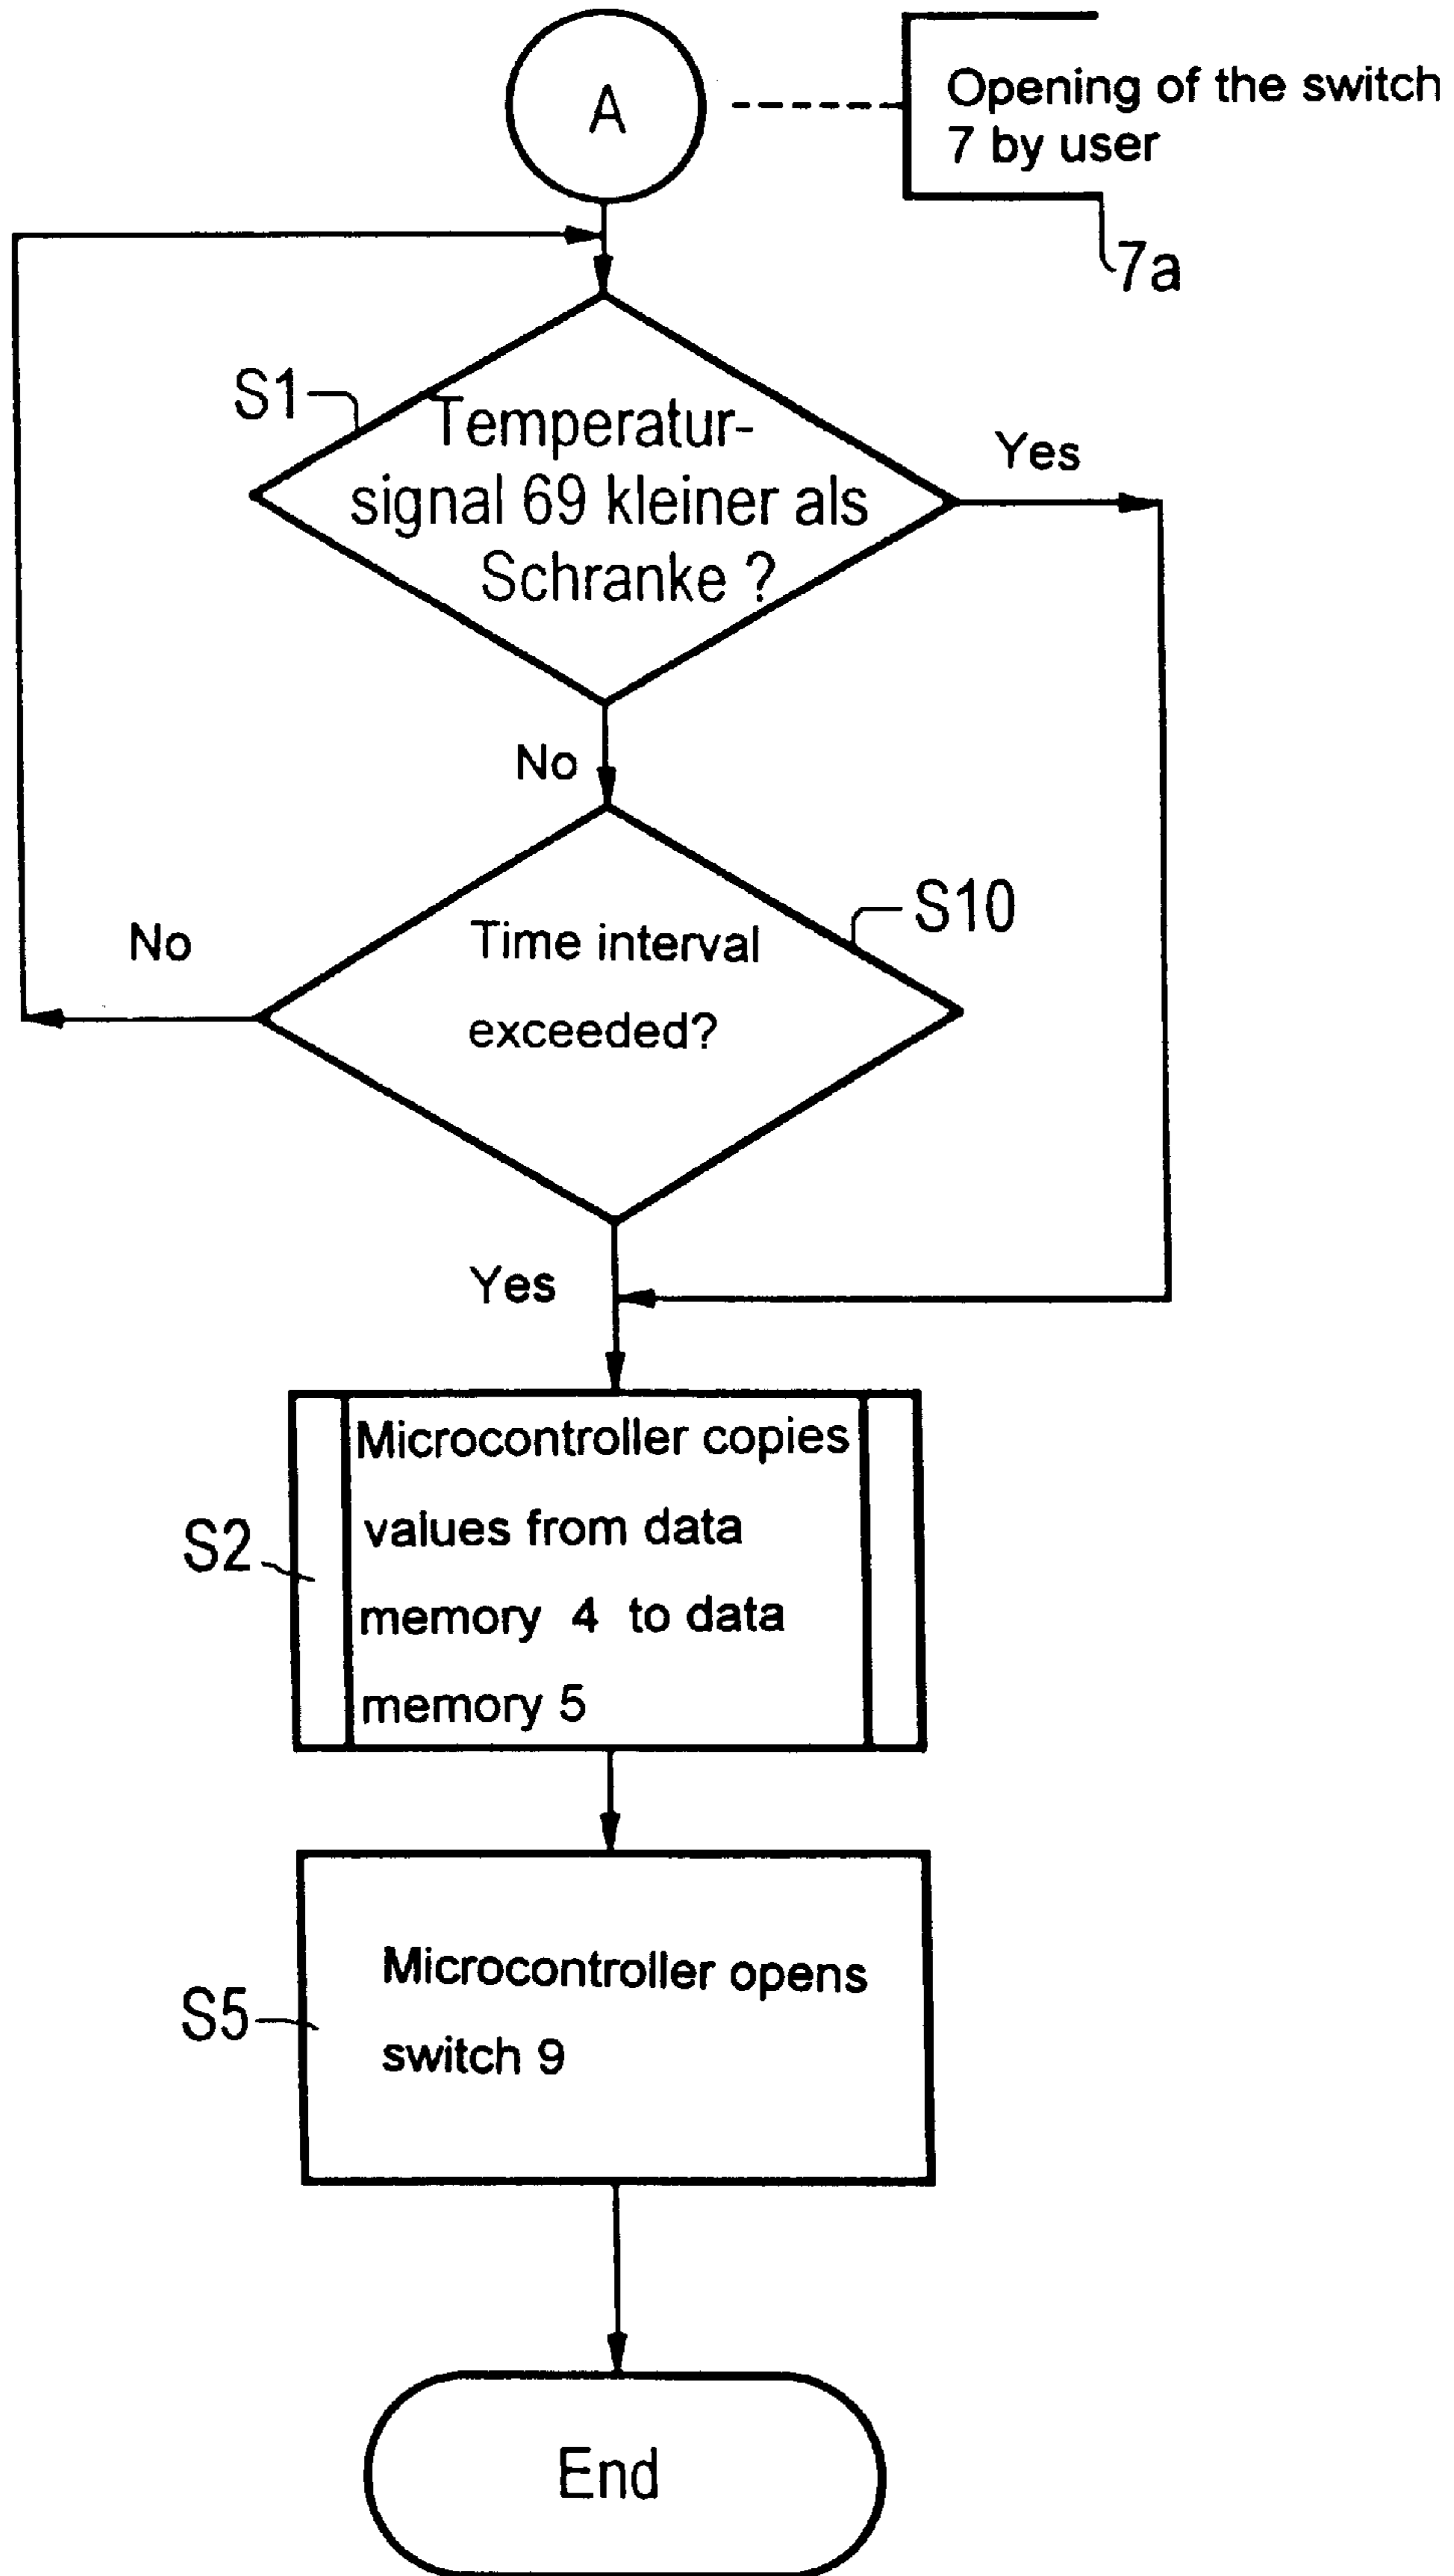 A
Opening of the switch
7 by user
7a
S1
Temperatur-
signal 69 kleiner als
Schranke ?
Yes
No
S10
Time interval
exceeded?
No
Yes
S2
Microcontroller copies
values from data
memory 4 to data
memory 5
S5
Microcontroller opens
switch 9
End